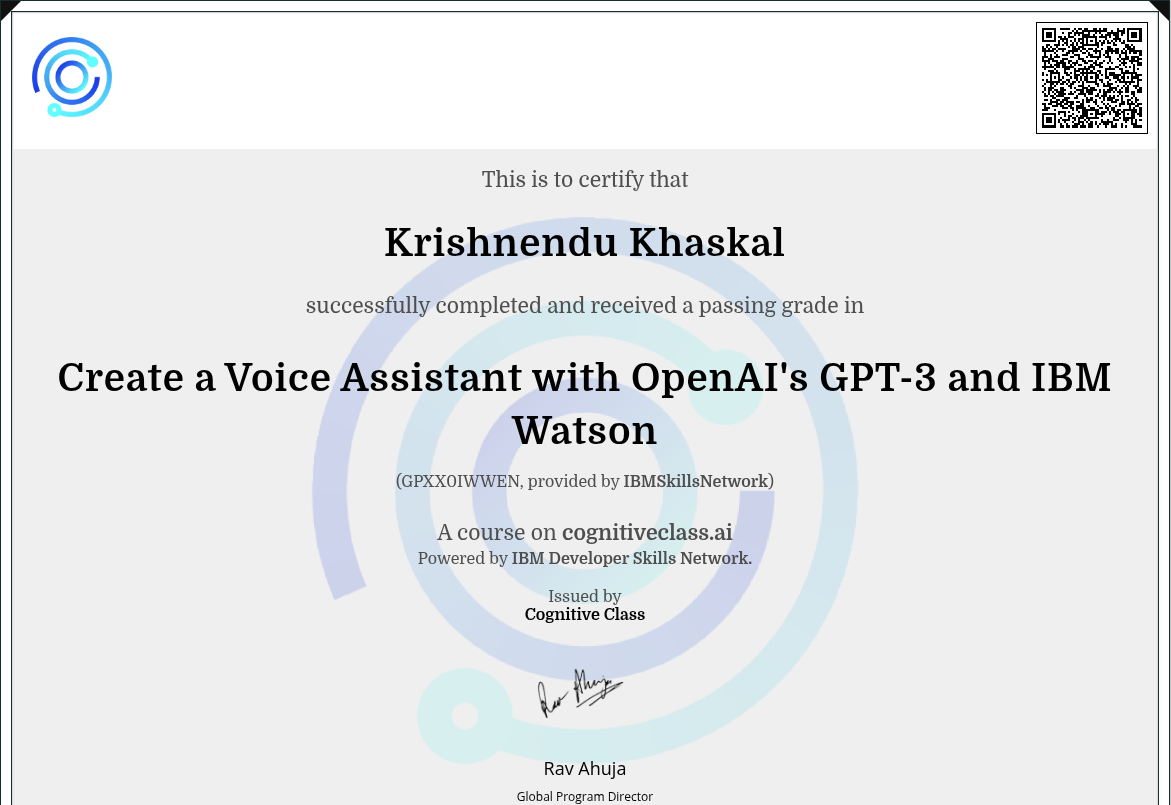 This is to certify that
Krishnendu Khaskal
successfully completed and received a passing grade in
Create a Voice Assistant with OpenAI's GPT-3 and IBM
Watson
(GPXX0IWWEN, provided by IBMSkillsNetwork)
A course on cognitiveclass.ai
Powered by IBM Developer Skills Network.
Issued by
Cognitive Class
Rav Ahuja
Rav Ahuja
Global Program Director